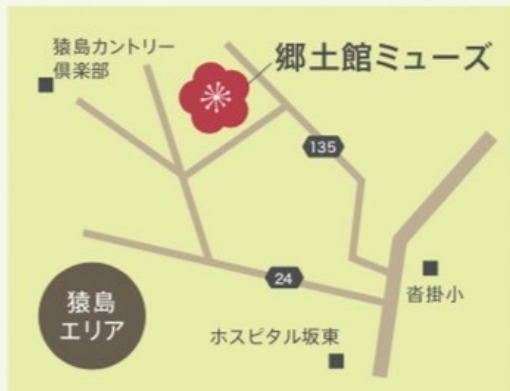 猿島カントリー
倶楽部
郷土館ミューズ
135
24
沓掛小
猿島
エリア
ホスピタル坂東